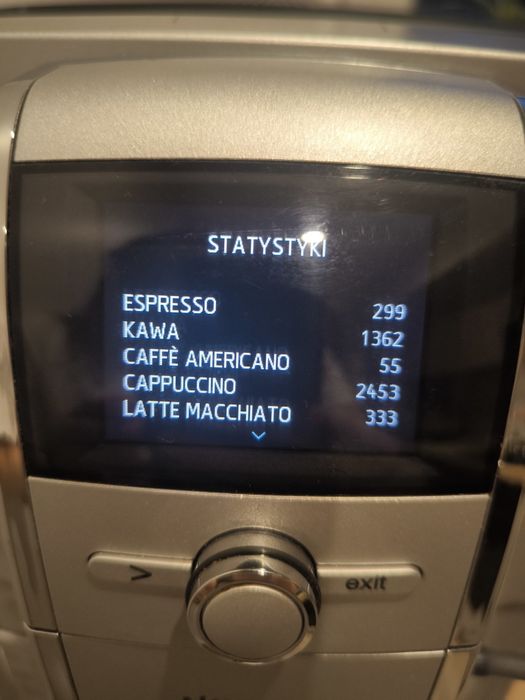 STATYSTYKI
ESPRESSO 299
KAWA 1362
CAFFÈ AMERICANO 55
CAPPUCCINO 2453
LATTE MACCHIATO 333
> exit